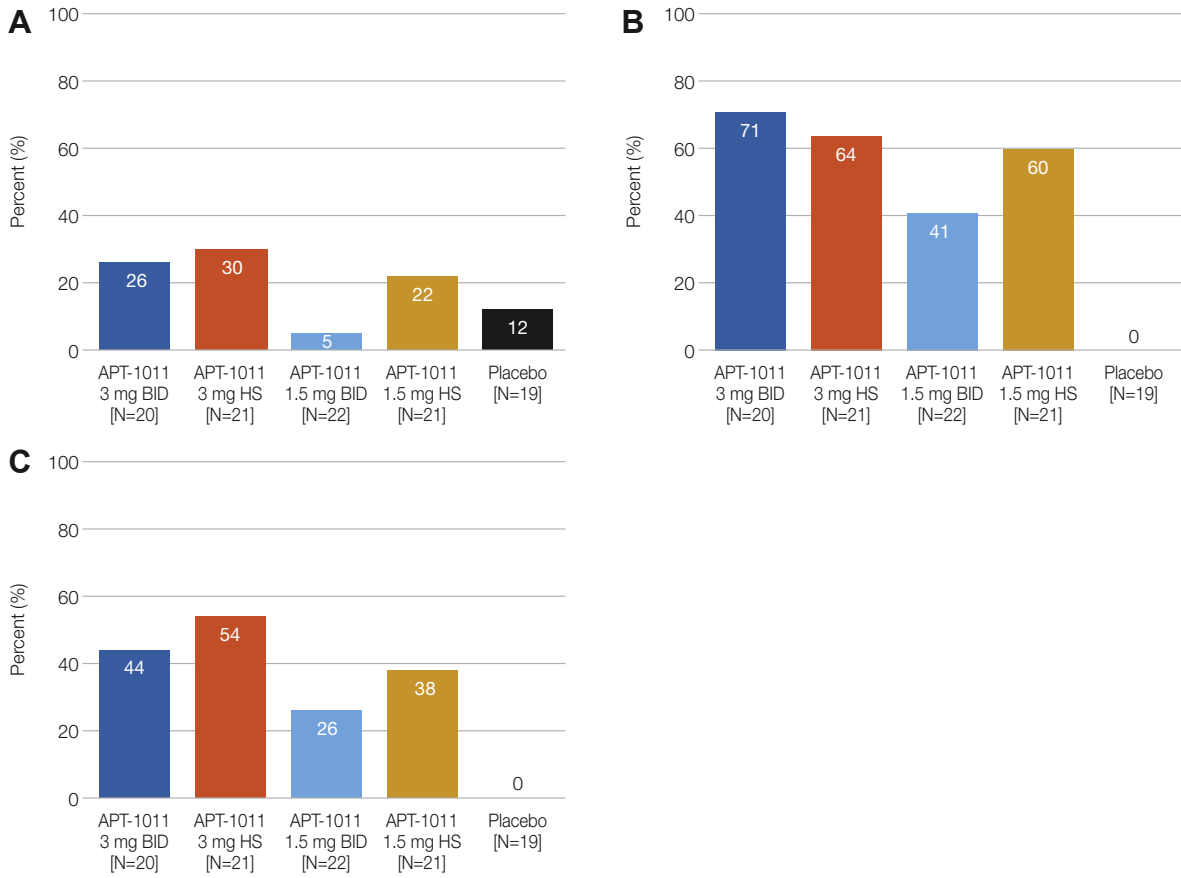 A
Percent (%)
100
80
60
40
20
0
26
30
5
22
12
APT-1011
3 mg BID
[N=20]
APT-1011
3 mg HS
[N=21]
APT-1011
1.5 mg BID
[N=22]
APT-1011
1.5 mg HS
[N=21]
Placebo
[N=19]
B
Percent (%)
100
80
60
40
20
0
71
64
41
60
0
APT-1011
3 mg BID
[N=20]
APT-1011
3 mg HS
[N=21]
APT-1011
1.5 mg BID
[N=22]
APT-1011
1.5 mg HS
[N=21]
Placebo
[N=19]
C
Percent (%)
100
80
60
40
20
0
44
54
26
38
0
APT-1011
3 mg BID
[N=20]
APT-1011
3 mg HS
[N=21]
APT-1011
1.5 mg BID
[N=22]
APT-1011
1.5 mg HS
[N=21]
Placebo
[N=19]